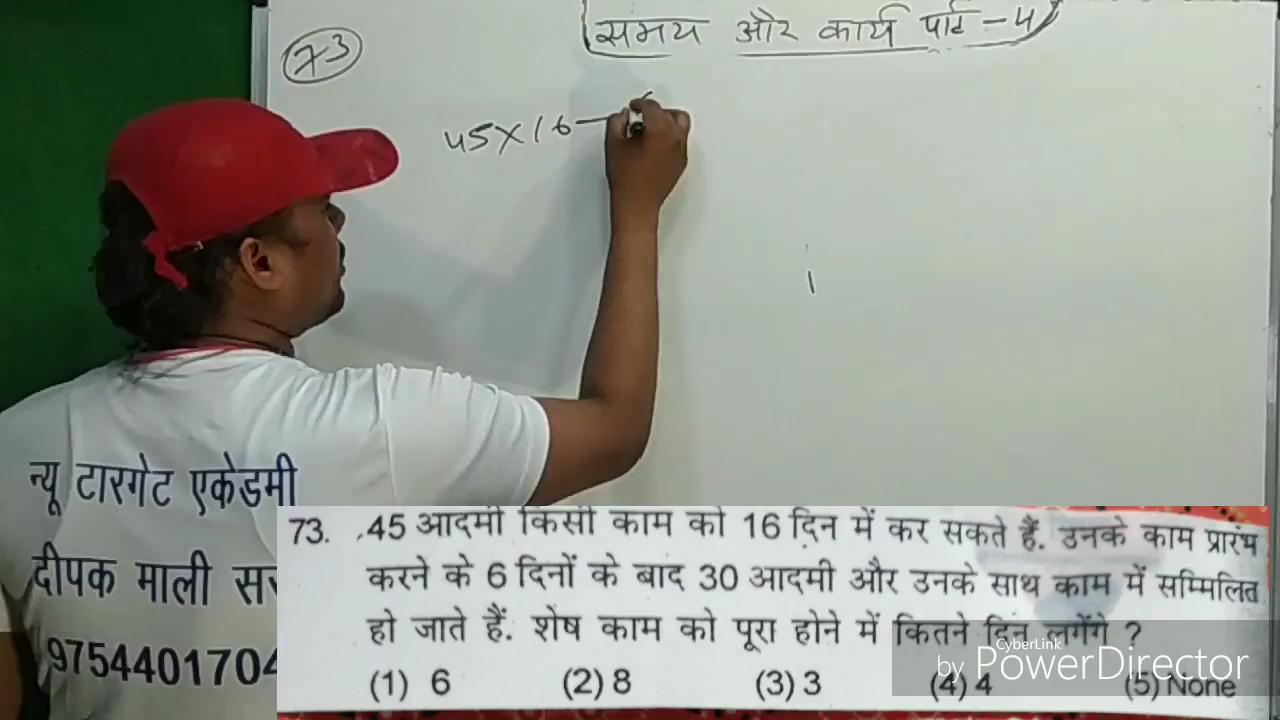 समय और कार्य पार्ट - 4
73
45×16-
न्यू टारगेट एकेडमी
दीपक माली सर
9754401704
73. 45 आदमी किसी काम को 16 दिन में कर सकते हैं. उनके काम प्रारंभ
करने के 6 दिनों के बाद 30 आदमी और उनके साथ काम में सम्मिलित
हो जाते हैं. शेष काम को पूरा होने में कितने दिन लगेंगे ?
(1) 6 (2) 8 (3) 3 (4) 4 (5) None
CyberLink
by PowerDirector